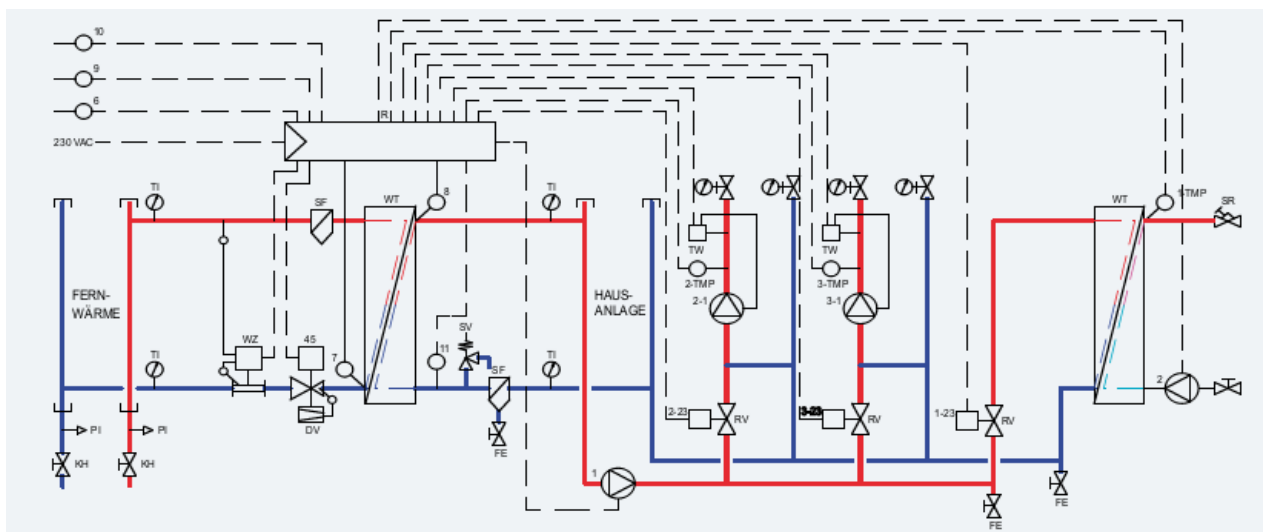 10
9
6
R
230 VAC
TI
SF
WT
8
TI
WT
1-TMP
SR
TW
TW
2-TMP
3-TMP
FERN-
WÄRME
HAUS-
ANLAGE
2-1
3-1
WZ
45
7
11
SV
SF
TI
TI
2
DV
2-23
RV
3-23
RV
1-23
RV
PI
PI
FE
KH
KH
1
FE
FE